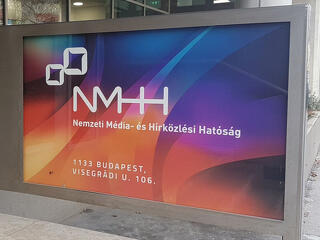 NMHH
Nemzeti Média- és Hírközlési Hatóság
1133 BUDAPEST,
VISEGRÁDI U. 106.